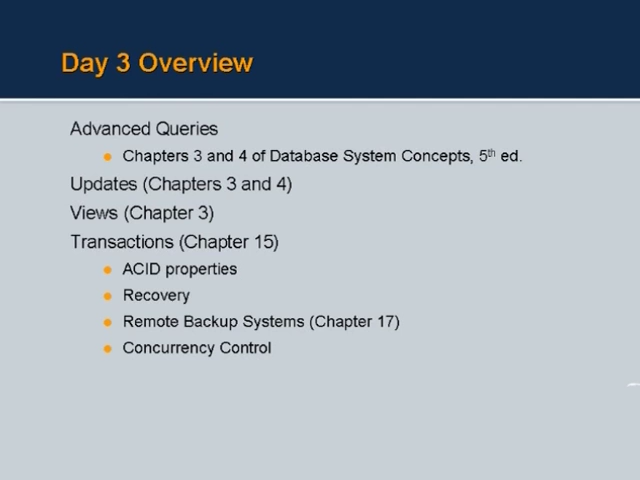 Day 3 Overview
Advanced Queries
Chapters 3 and 4 of Database System Concepts, 5th ed.
Updates (Chapters 3 and 4)
Views (Chapter 3)
Transactions (Chapter 15)
ACID properties
Recovery
Remote Backup Systems (Chapter 17)
Concurrency Control